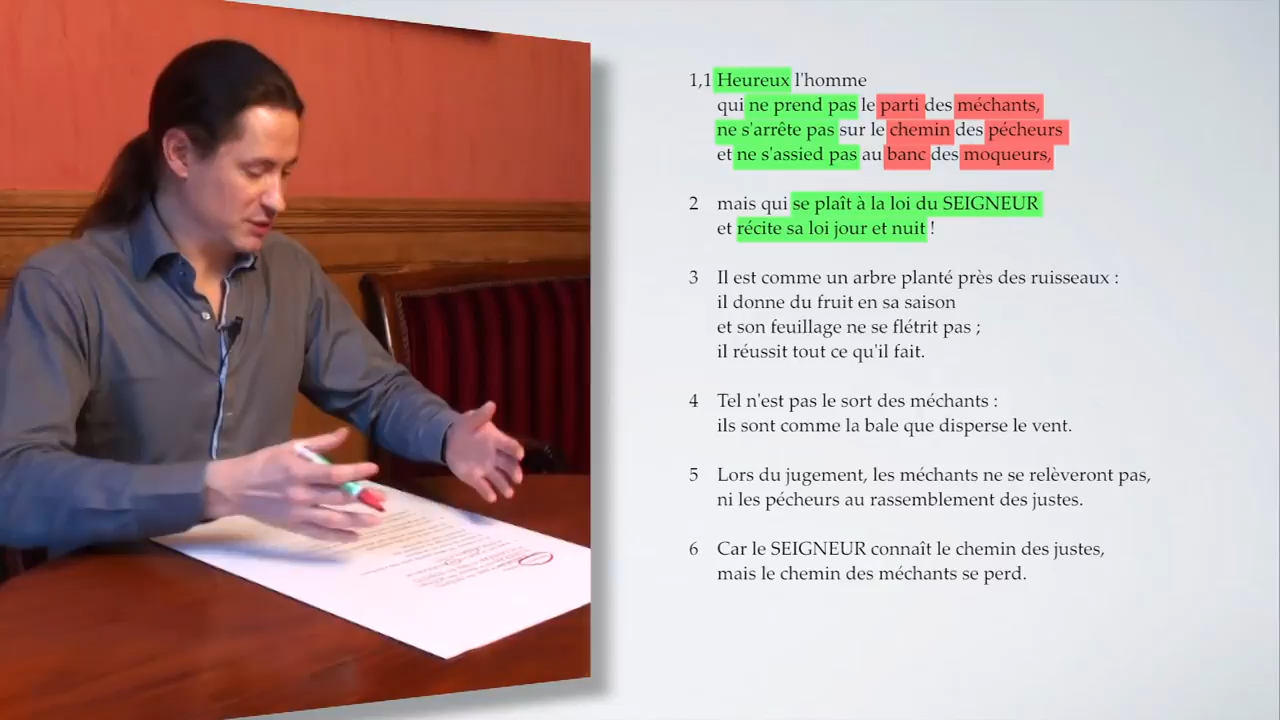 1,1 Heureux l'homme
qui ne prend pas le parti des méchants,
ne s'arrête pas sur le chemin des pécheurs
et ne s'assied pas au banc des moqueurs,
2 mais qui se plaît à la loi du SEIGNEUR
et récite sa loi jour et nuit !
3 Il est comme un arbre planté près des ruisseaux :
il donne du fruit en sa saison
et son feuillage ne se flétrit pas ;
il réussit tout ce qu'il fait.
4 Tel n'est pas le sort des méchants :
ils sont comme la bale que disperse le vent.
5 Lors du jugement, les méchants ne se relèveront pas,
ni les pécheurs au rassemblement des justes.
6 Car le SEIGNEUR connaît le chemin des justes,
mais le chemin des méchants se perd.